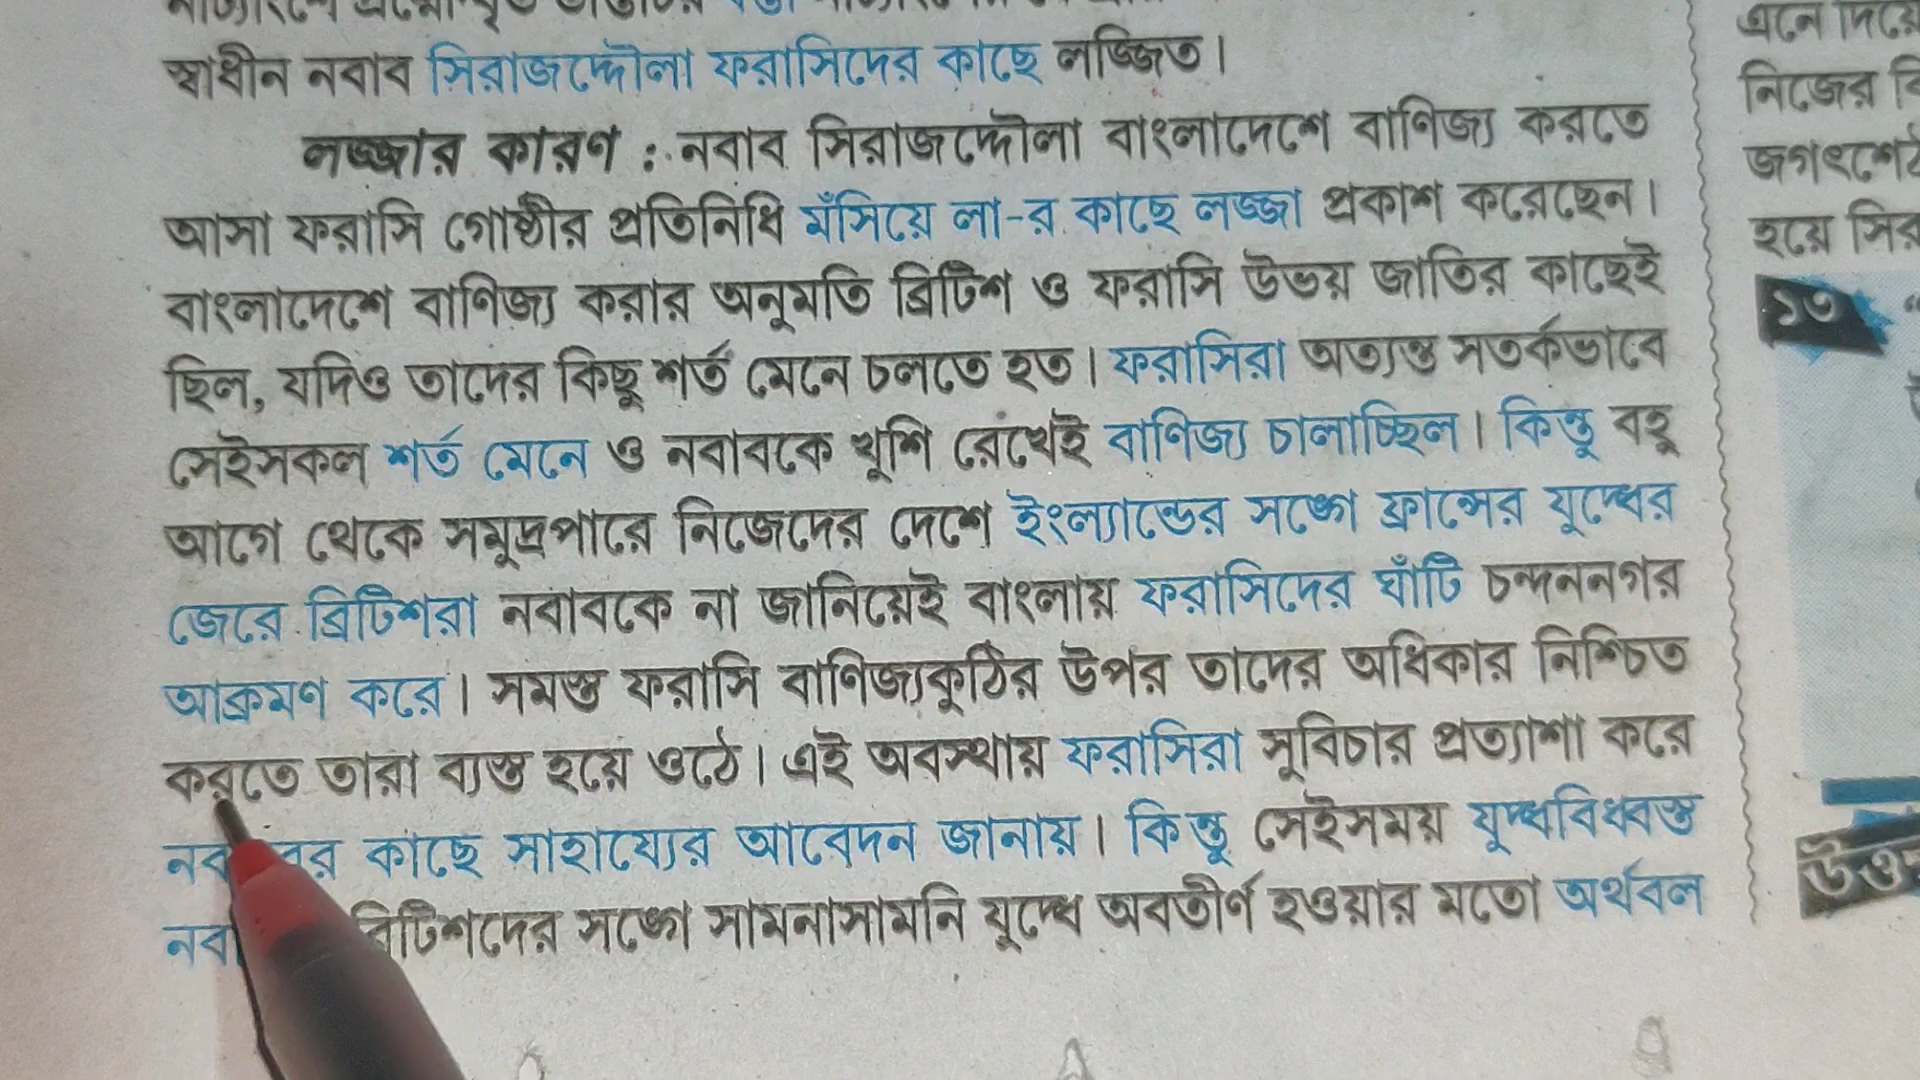 স্বাধীন নবাব সিরাজদ্দৌলা ফরাসিদের কাছে লজ্জিত।
লজ্জার কারণ : নবাব সিরাজদ্দৌলা বাংলাদেশে বাণিজ্য করতে
আসা ফরাসি গোষ্ঠীর প্রতিনিধি মঁসিয়ে লা-র কাছে লজ্জা প্রকাশ করেছেন।
বাংলাদেশে বাণিজ্য করার অনুমতি ব্রিটিশ ও ফরাসি উভয় জাতির কাছেই
ছিল, যদিও তাদের কিছু শর্ত মেনে চলতে হত। ফরাসিরা অত্যন্ত সতর্কভাবে
সেইসকল শর্ত মেনে ও নবাবকে খুশি রেখেই বাণিজ্য চালাচ্ছিল। কিন্তু বহু
আগে থেকে সমুদ্রপারে নিজেদের দেশে ইংল্যান্ডের সঙ্গে ফ্রান্সের যুদ্ধের
জেরে ব্রিটিশরা নবাবকে না জানিয়েই বাংলায় ফরাসিদের ঘাঁটি চন্দননগর
আক্রমণ করে। সমস্ত ফরাসি বাণিজ্যকুঠির উপর তাদের অধিকার নিশ্চিত
করতে তারা ব্যস্ত হয়ে ওঠে। এই অবস্থায় ফরাসিরা সুবিচার প্রত্যাশা করে
কাছে সাহায্যের আবেদন জানায়। কিন্তু সেইসময় যুদ্ধবিধ্বস্ত
সঙ্গে সামনাসামনি যুদ্ধে অবতীর্ণ হওয়ার মতো অর্থবল
এনে
নিজের
হয়ে
১৩